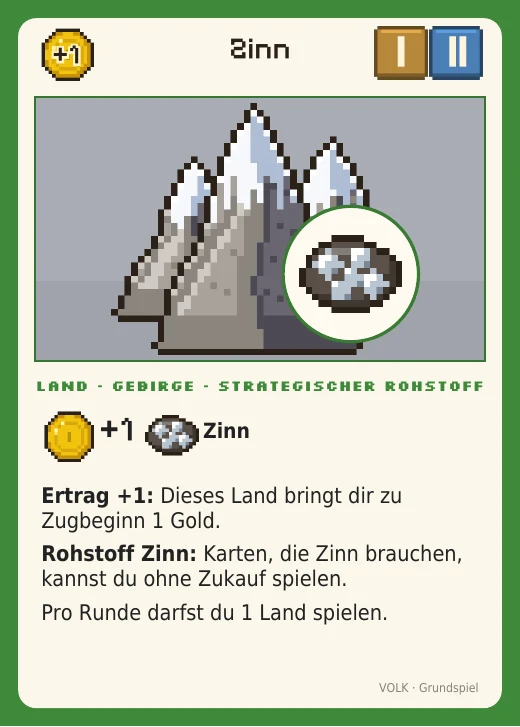 +1 Zinn I II
LAND · GEBIRGE · STRATEGISCHER ROHSTOFF
+1 Zinn
Ertrag +1: Dieses Land bringt dir zu
Zugbeginn 1 Gold.
Rohstoff Zinn: Karten, die Zinn brauchen,
kannst du ohne Zukauf spielen.
Pro Runde darfst du 1 Land spielen.
VOLK · Grundspiel